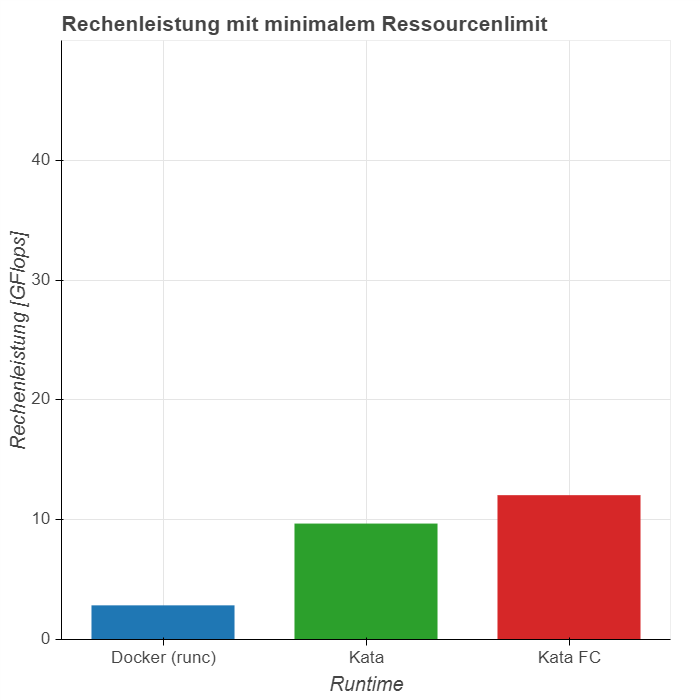 Rechenleistung mit minimalem Ressourcenlimit
Rechenleistung [GFlops]
40
30
20
10
0
Docker (runc)
Kata
Kata FC
Runtime